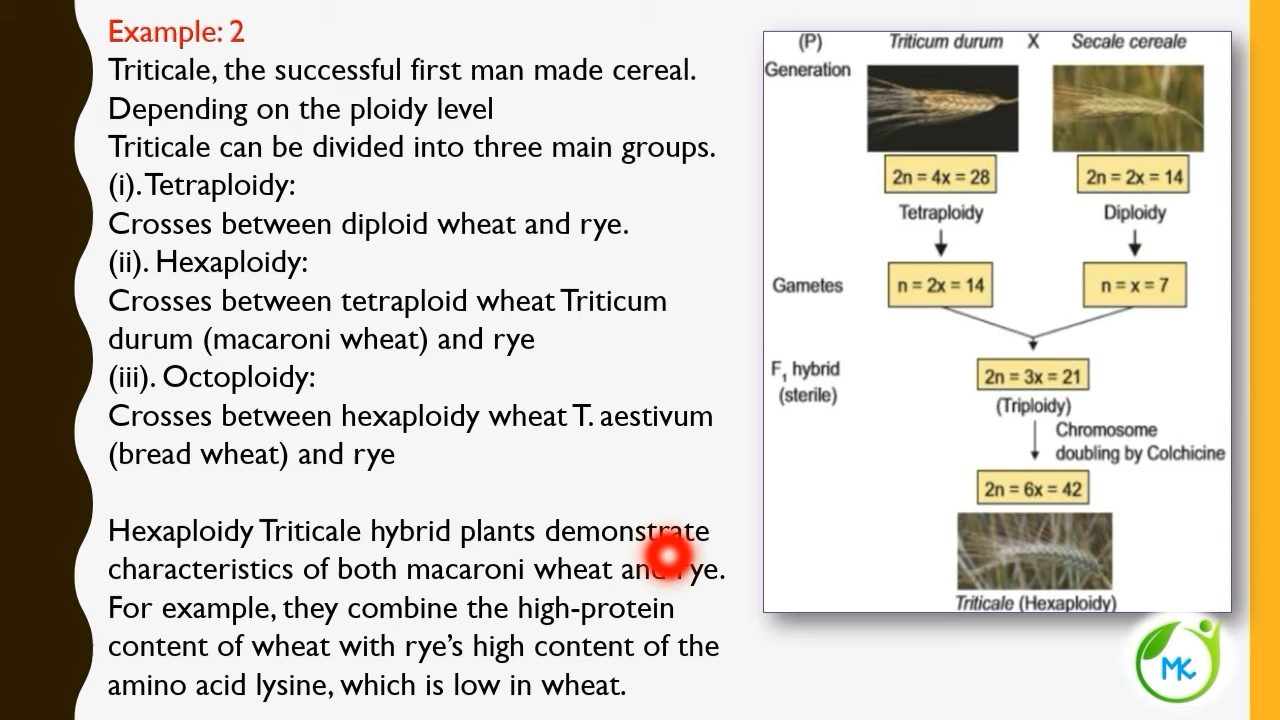 Example: 2
Triticale, the successful first man made cereal.
Depending on the ploidy level
Triticale can be divided into three main groups.
(i). Tetraploidy:
Crosses between diploid wheat and rye.
(ii). Hexaploidy:
Crosses between tetraploid wheat Triticum
durum (macaroni wheat) and rye
(iii). Octoploidy:
Crosses between hexaploidy wheat T. aestivum
(bread wheat) and rye
Hexaploidy Triticale hybrid plants demonstrate
characteristics of both macaroni wheat and rye.
For example, they combine the high-protein
content of wheat with rye’s high content of the
amino acid lysine, which is low in wheat.
(P) Triticum durum X Secale cereale
Generation
2n = 4x = 28 2n = 2x = 14
Tetraploidy Diploidy
Gametes n = 2x = 14 n = x = 7
F1 hybrid 2n = 3x = 21
(sterile) (Triploidy)
Chromosome
doubling by Colchicine
2n = 6x = 42
Triticale (Hexaploidy)
MK